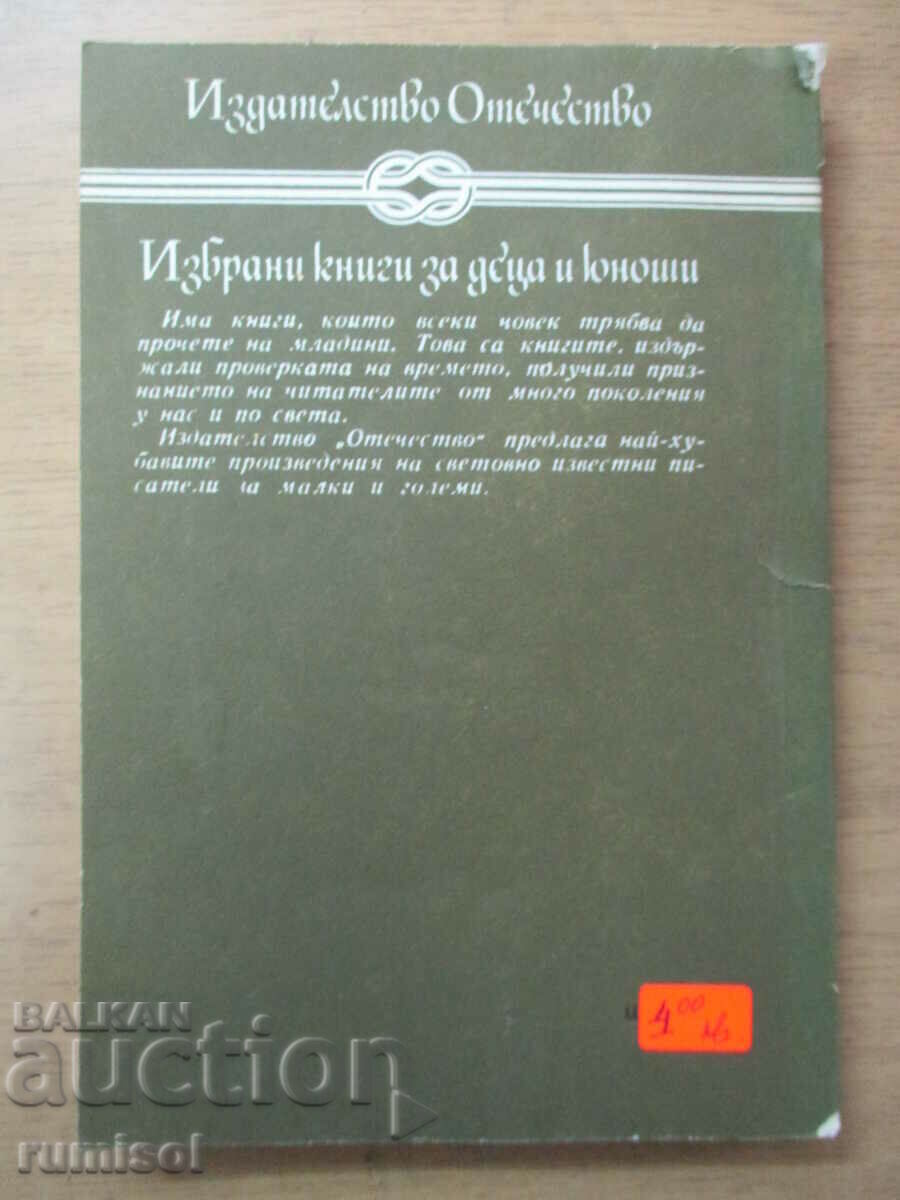 Издателство Отечество
Избрани книги за деца и юноши
Има книги, които всеки човек трябва да
прочете на младини. Това са книгите, издър-
жали проверката на времето, получили приз-
нанието на читателите от много поколения
у нас и по света.
Издателство „Отечество“ предлага най-ху-
бавите произведения на световно известни пи-
сатели за малки и големи.
00
лв.
BALKAN
auction
rumisol